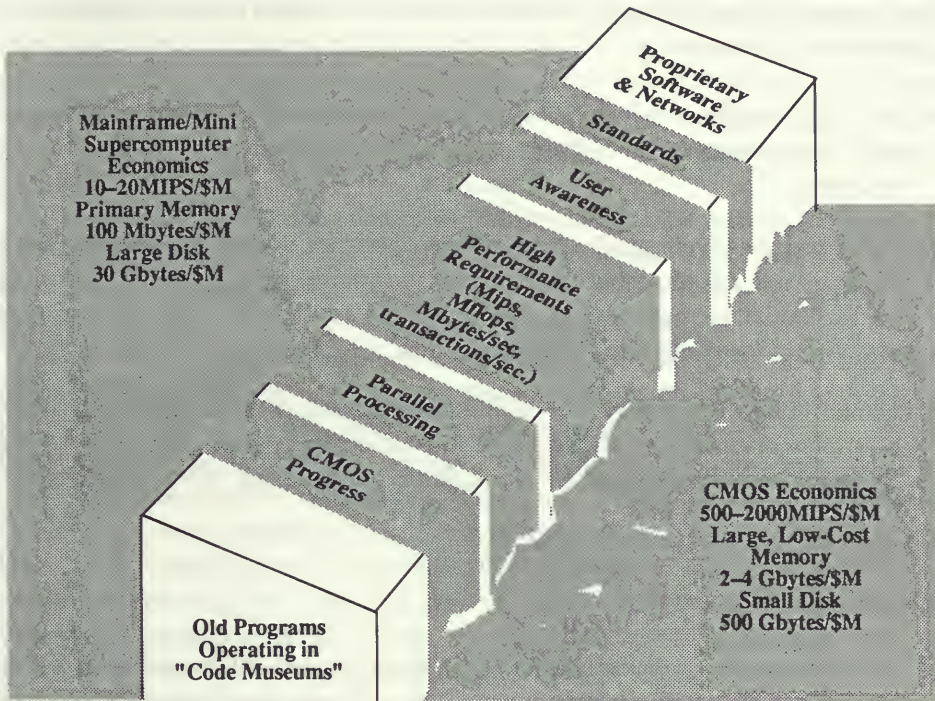 Mainframe/Mini
Supercomputer
Economics
10–20MIPS/$M
Primary Memory
100 Mbytes/$M
Large Disk
30 Gbytes/$M
Proprietary
Software
& Networks
Standards
User
Awareness
High
Performance
Requirements
(Mips,
Mflops,
Mbytes/sec,
transactions/sec.)
Parallel
Processing
CMOS
Progress
Old Programs
Operating in
"Code Museums"
CMOS Economics
500–2000MIPS/$M
Large, Low-Cost
Memory
2–4 Gbytes/$M
Small Disk
500 Gbytes/$M